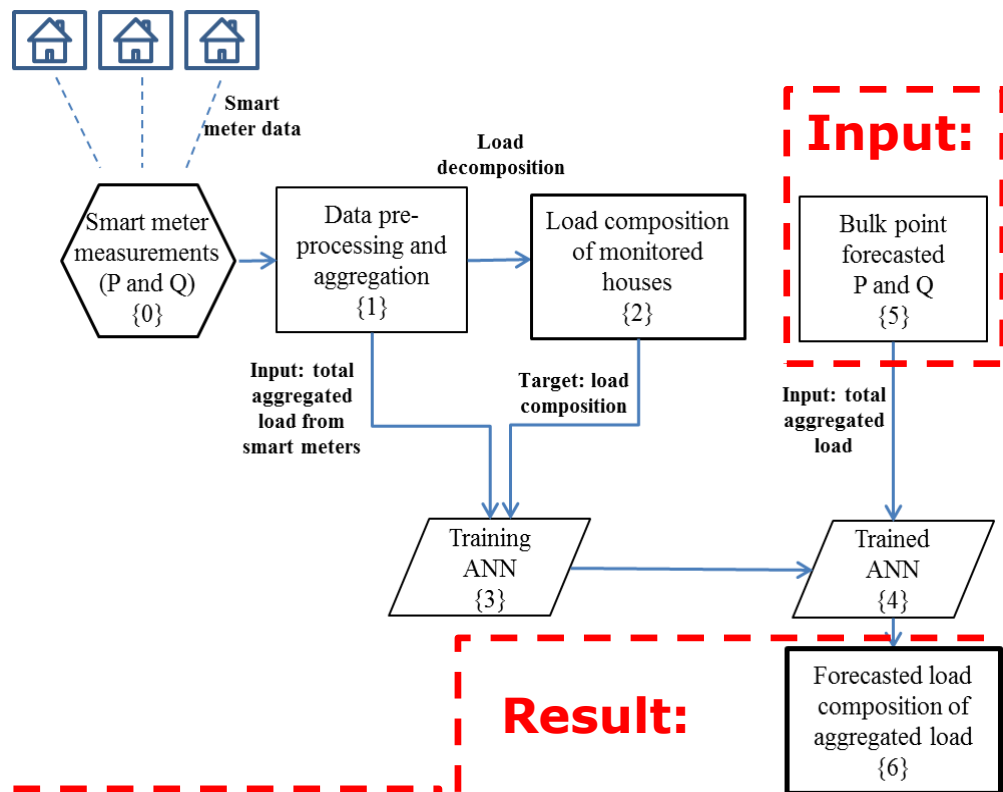 Smart
meter data
Input:
Load
decomposition
Smart meter
measurements
(P and Q)
{0}
Data pre-
processing and
aggregation
{1}
Load composition
of monitored
houses
{2}
Bulk point
forecasted
P and Q
{5}
Input: total
aggregated
load from
smart meters
Target: load
composition
Input: total
aggregated
load
Training
ANN
{3}
Trained
ANN
{4}
Result:
Forecasted load
composition of
aggregated load
{6}